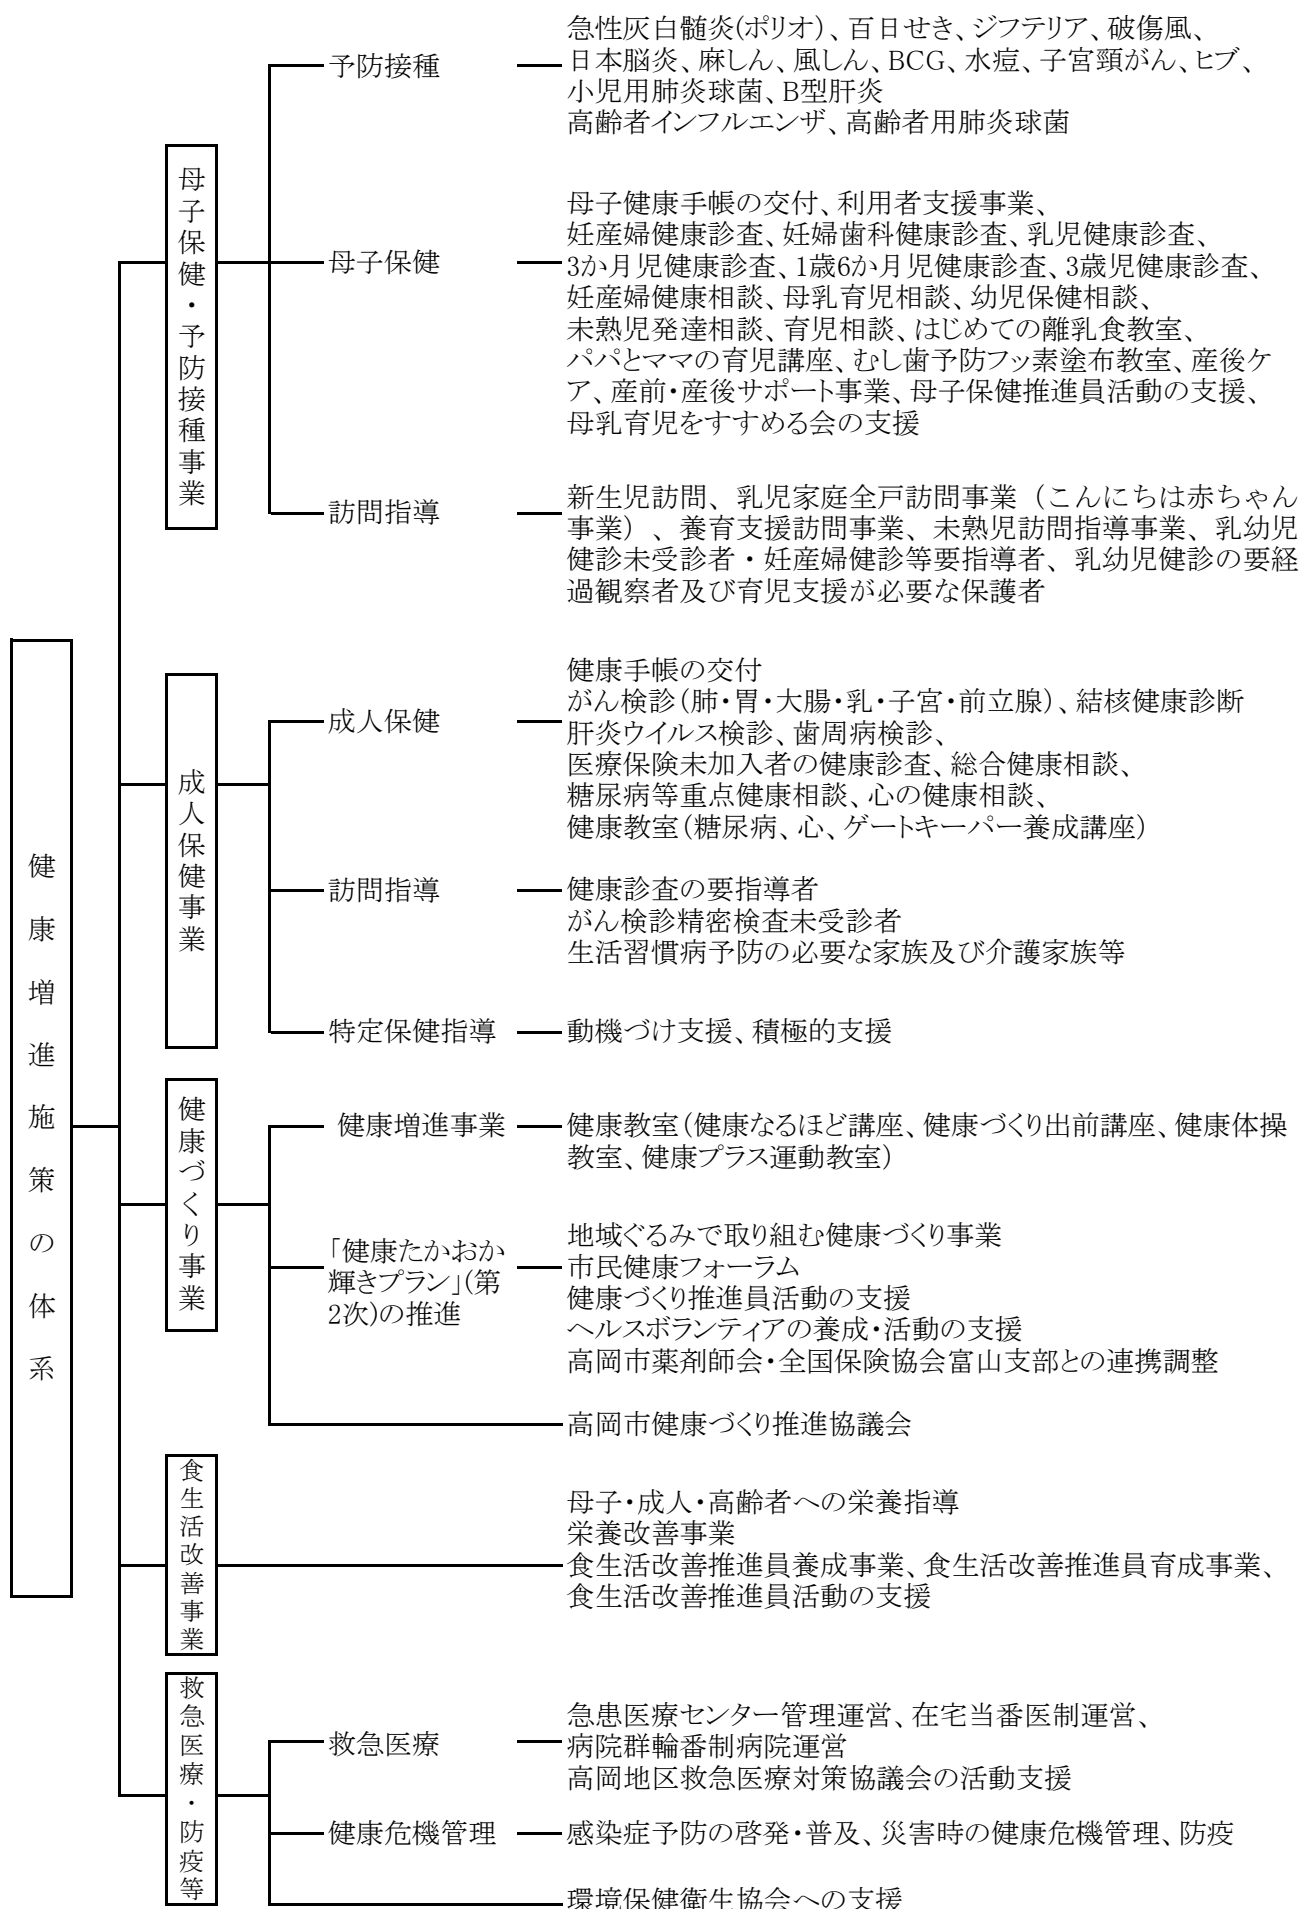 健康増進施策の体系
母子保健・予防接種事業
予防接種
急性灰白髄炎(ポリオ)、百日せき、ジフテリア、破傷風、
日本脳炎、麻しん、風しん、BCG、水痘、子宮頸がん、ヒブ、
小児用肺炎球菌、B型肝炎
高齢者インフルエンザ、高齢者用肺炎球菌
母子保健
母子健康手帳の交付、利用者支援事業、
妊産婦健康診査、妊婦歯科健康診査、乳児健康診査、
3か月児健康診査、1歳6か月児健康診査、3歳児健康診査、
妊産婦健康相談、母乳育児相談、幼児保健相談、
未熟児発達相談、育児相談、はじめての離乳食教室、
パパとママの育児講座、むし歯予防フッ素塗布教室、産後ケ
ア、産前・産後サポート事業、母子保健推進員活動の支援、
母乳育児をすすめる会の支援
訪問指導
新生児訪問、乳児家庭全戸訪問事業（こんにちは赤ちゃん
事業）、養育支援訪問事業、未熟児訪問指導事業、乳幼児
健診未受診者・妊産婦健診等要指導者、乳幼児健診の要経
過観察者及び育児支援が必要な保護者
成人保健事業
成人保健
健康手帳の交付
がん検診(肺・胃・大腸・乳・子宮・前立腺)、結核健康診断
肝炎ウイルス検診、歯周病検診、
医療保険未加入者の健康診査、総合健康相談、
糖尿病等重点健康相談、心の健康相談、
健康教室(糖尿病、心、ゲートキーパー養成講座)
訪問指導
健康診査の要指導者
がん検診精密検査未受診者
生活習慣病予防の必要な家族及び介護家族等
特定保健指導
動機づけ支援、積極的支援
健康づくり事業
健康増進事業
健康教室(健康なるほど講座、健康づくり出前講座、健康体操
教室、健康プラス運動教室)
「健康たかおか
輝きプラン」(第
2次)の推進
地域ぐるみで取り組む健康づくり事業
市民健康フォーラム
健康づくり推進員活動の支援
ヘルスボランティアの養成・活動の支援
高岡市薬剤師会・全国保険協会富山支部との連携調整
高岡市健康づくり推進協議会
食生活改善事業
母子・成人・高齢者への栄養指導
栄養改善事業
食生活改善推進員養成事業、食生活改善推進員育成事業、
食生活改善推進員活動の支援
救急医療・防疫等
救急医療
急患医療センター管理運営、在宅当番医制運営、
病院群輪番制病院運営
高岡地区救急医療対策協議会の活動支援
健康危機管理
感染症予防の啓発・普及、災害時の健康危機管理、防疫
環境保健衛生協会への支援